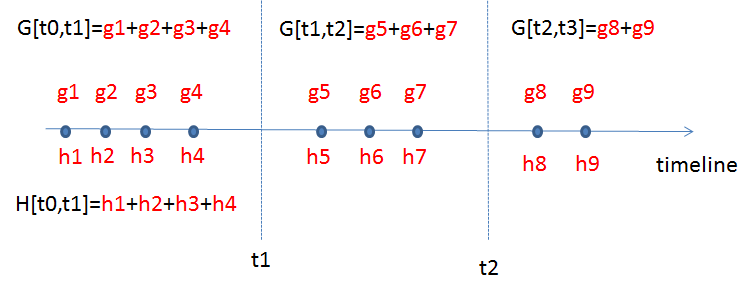 G[t0,t1]=g1+g2+g3+g4 G[t1,t2]=g5+g6+g7 G[t2,t3]=g8+g9
g1 g2 g3 g4 g5 g6 g7 g8 g9
h1 h2 h3 h4 h5 h6 h7 h8 h9 timeline
H[t0,t1]=h1+h2+h3+h4
t1 t2